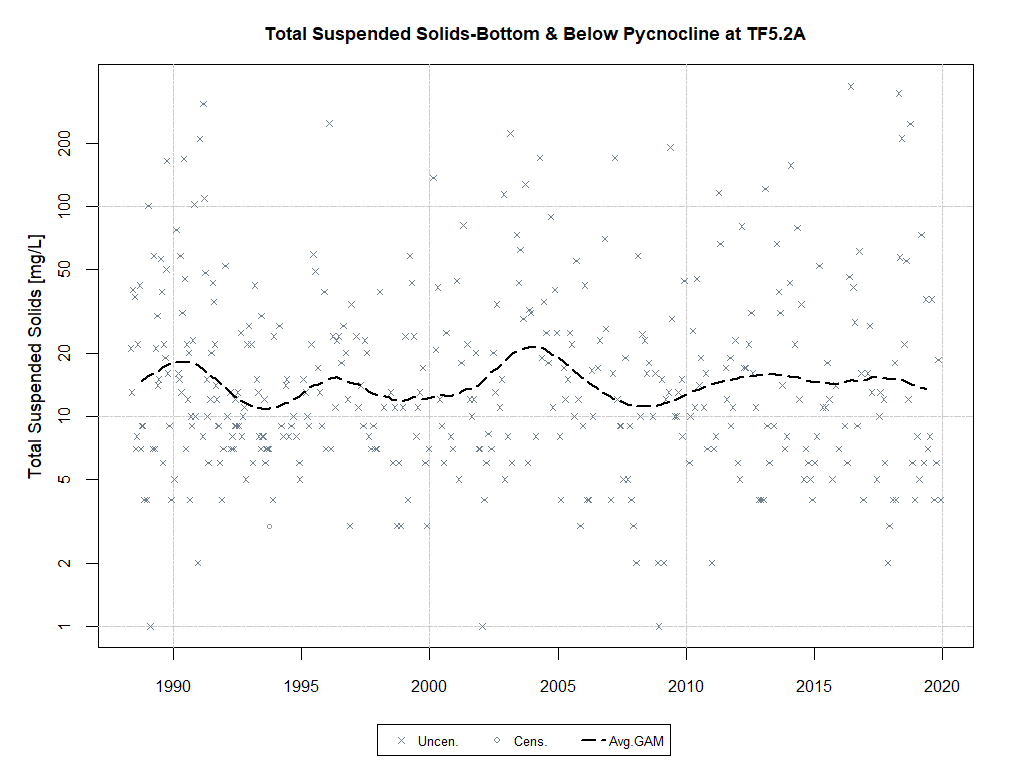 Total Suspended Solids-Bottom & Below Pycnocline at TF5.2A
Total Suspended Solids [mg/L]
200
100
50
20
10
5
2
1
1990 1995 2000 2005 2010 2015 2020
Uncen. Cens. Avg.GAM